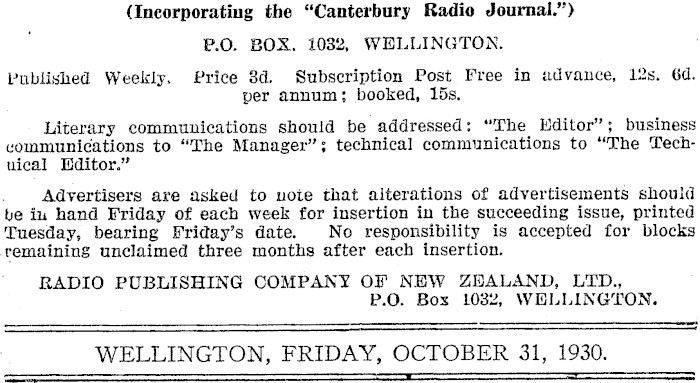 (Incorporating the "Canterbury Radio Journal.")
P.O. BOX. 1032, WELLINGTON.
Published Weekly. Price 3d. Subscription Post Free in advance, 12s. 6d.
per annum; booked, 15s.
Literary communications should be addressed: "The Editor"; business
communications to "The Manager"; technical communications to "The Tech-
nical Editor."
Advertisers are asked to note that alterations of advertisements should
be in hand Friday of each week for insertion in the succeeding issue, printed
Tuesday, bearing Friday's date. No responsibility is accepted for blocks
remaining unclaimed three months after each insertion.
RADIO PUBLISHING COMPANY OF NEW ZEALAND, LTD.,
P.O. Box 1032, WELLINGTON.
WELLINGTON, FRIDAY, OCTOBER 31, 1930.